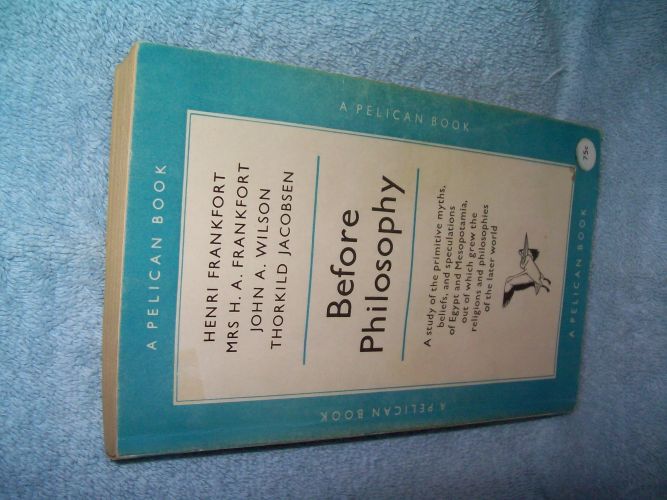 A PELICAN BOOK
A PELICAN BOOK
HENRI FRANKFORT
MRS H. A. FRANKFORT
JOHN A. WILSON
THORKILD JACOBSEN
Before
Philosophy
A study of the primitive myths,
beliefs, and speculations
of Egypt and Mesopotamia,
out of which grew the
religions and philosophies
of the later world
75c
A PELICAN BOOK
A PELICAN BOOK